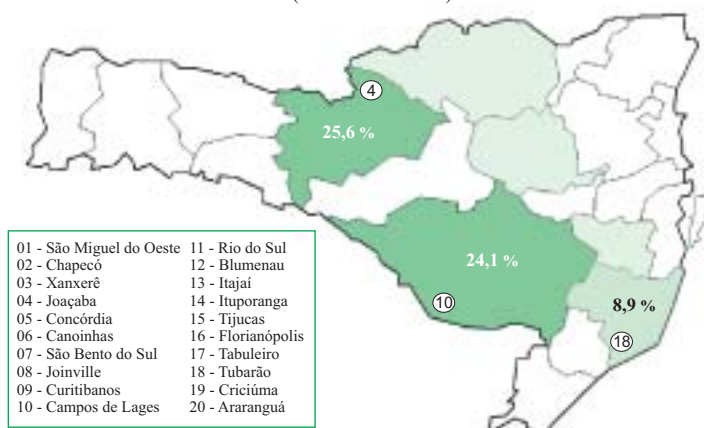 4
25,6 %
24,1 %
10
8,9 %
18
01 - São Miguel do Oeste
02 - Chapecó
03 - Xanxerê
04 - Joaçaba
05 - Concórdia
06 - Canoinhas
07 - São Bento do Sul
08 - Joinville
09 - Curitibanos
10 - Campos de Lages
11 - Rio do Sul
12 - Blumenau
13 - Itajaí
14 - Ituporanga
15 - Tijucas
16 - Florianópolis
17 - Tabuleiro
18 - Tubarão
19 - Criciúma
20 - Araranguá